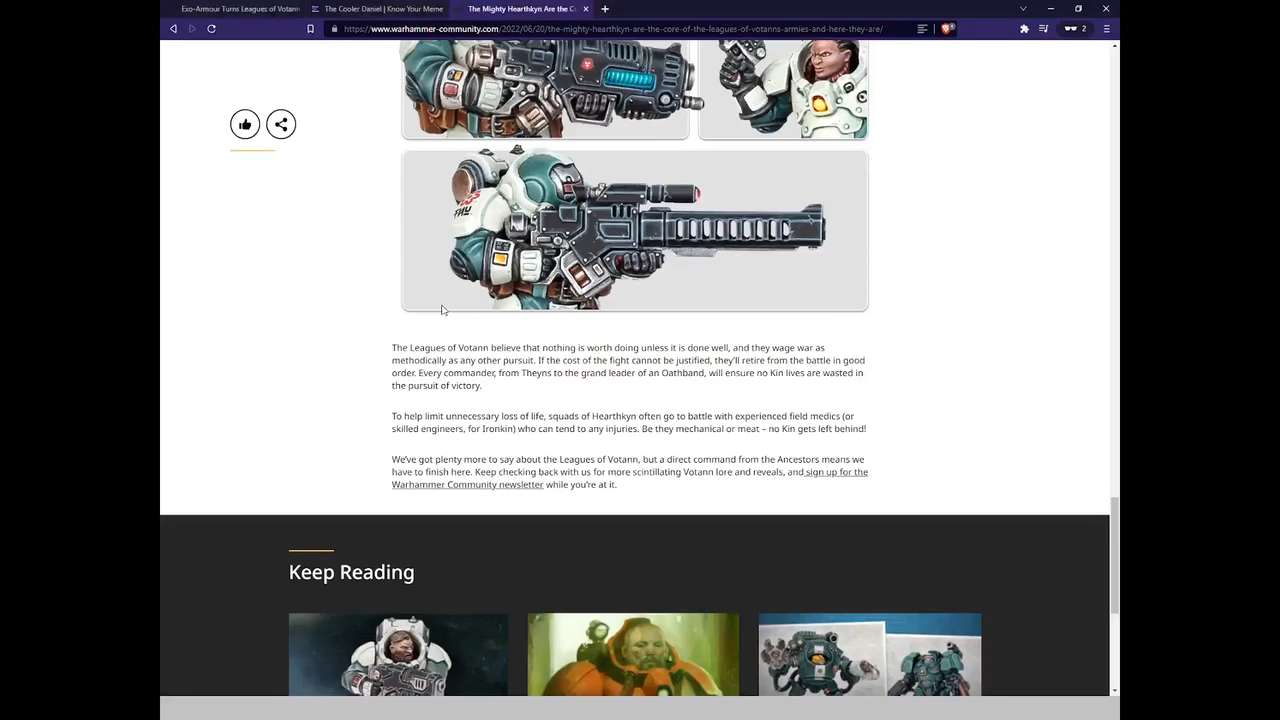 Exo-Armour Turns Leagues of Votann
The Cooler Daniel | Know Your Meme
The Mighty Hearthkyn Are the C
https://www.warhammer-community.com/2022/06/20/the-mighty-hearthkyn-are-the-core-of-the-leagues-of-votanns-armies-and-here-they-are/
2
The Leagues of Votann believe that nothing is worth doing unless it is done well, and they wage war as
methodically as any other pursuit. If the cost of the fight cannot be justified, they'll retire from the battle in good
order. Every commander, from Theyns to the grand leader of an Oathband, will ensure no Kin lives are wasted in
the pursuit of victory.
To help limit unnecessary loss of life, squads of Hearthkyn often go to battle with experienced field medics (or
skilled engineers, for Ironkin) who can tend to any injuries. Be they mechanical or meat – no Kin gets left behind!
We've got plenty more to say about the Leagues of Votann, but a direct command from the Ancestors means we
have to finish here. Keep checking back with us for more scintillating Votann lore and reveals, and sign up for the
Warhammer Community newsletter while you're at it.
Keep Reading